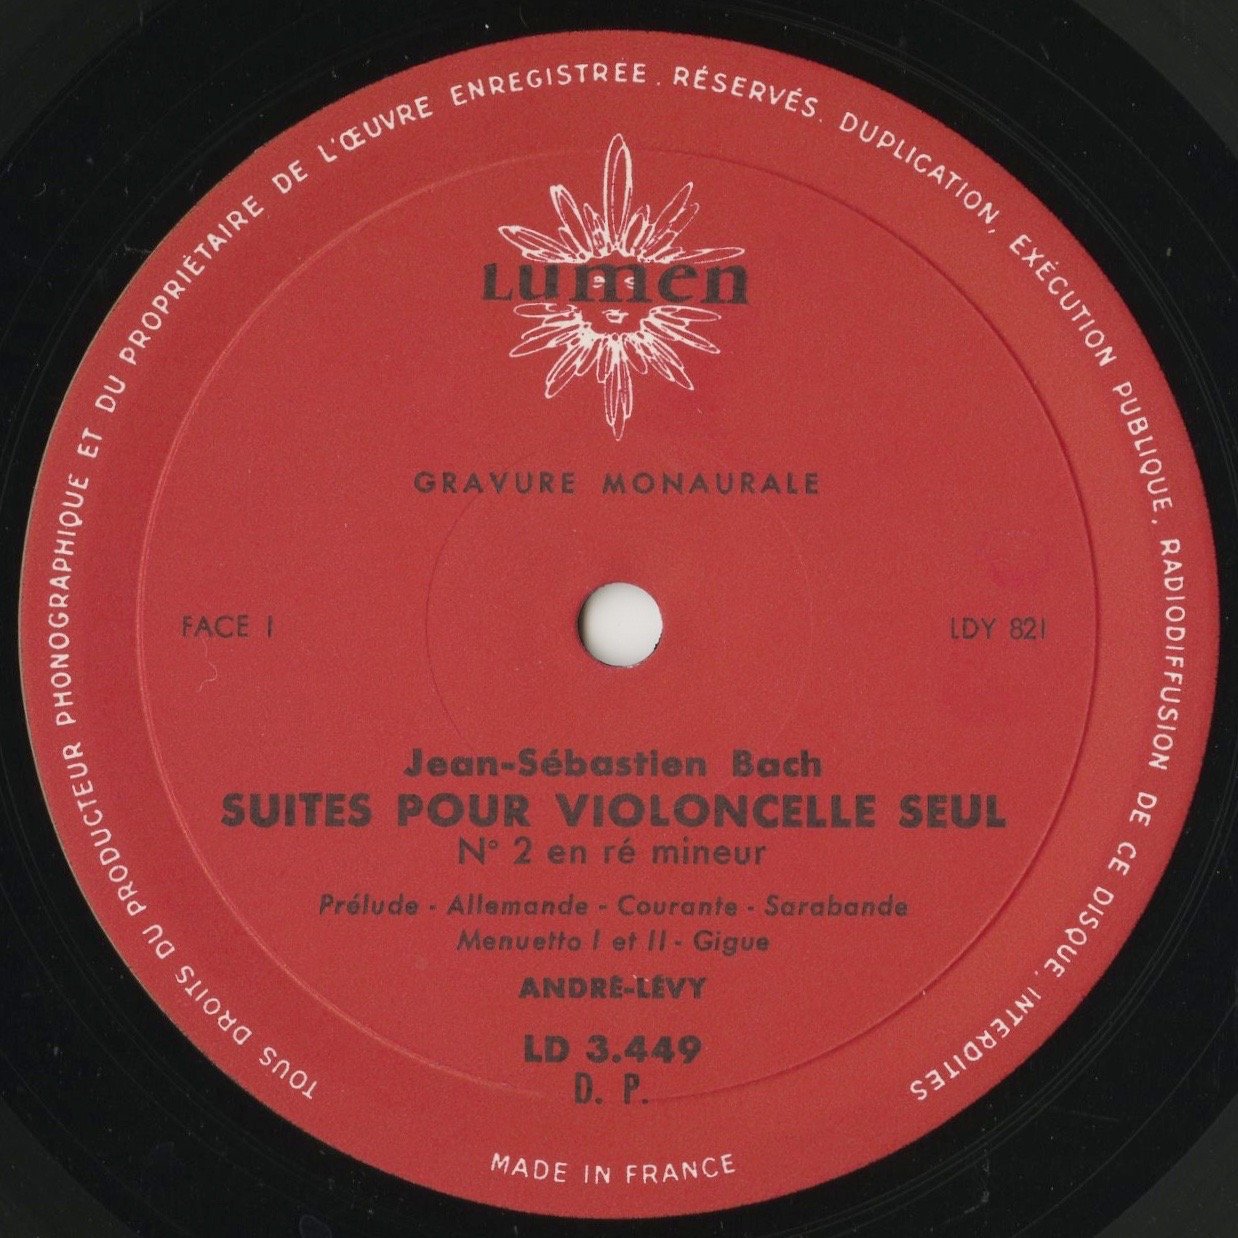 TOUS DROITS DU PRODUCTEUR PHONOGRAPHIQUE ET DU PROPRIÉTAIRE DE L'ŒUVRE ENREGISTREE . RÉSERVÉS. DUPLICATION, EXÉCUTION PUBLIQUE, RADIODIFFUSION DE CE DISQUE, INTERDITES
Lumen
GRAVURE MONAURALE
FACE I
LDY 821
Jean-Sébastien Bach
SUITES POUR VIOLONCELLE SEUL
N° 2 en ré mineur
Prélude - Allemande - Courante - Sarabande
Menuetto I et II - Gigue
ANDRÉ-LÉVY
LD 3.449
D. P.
MADE IN FRANCE